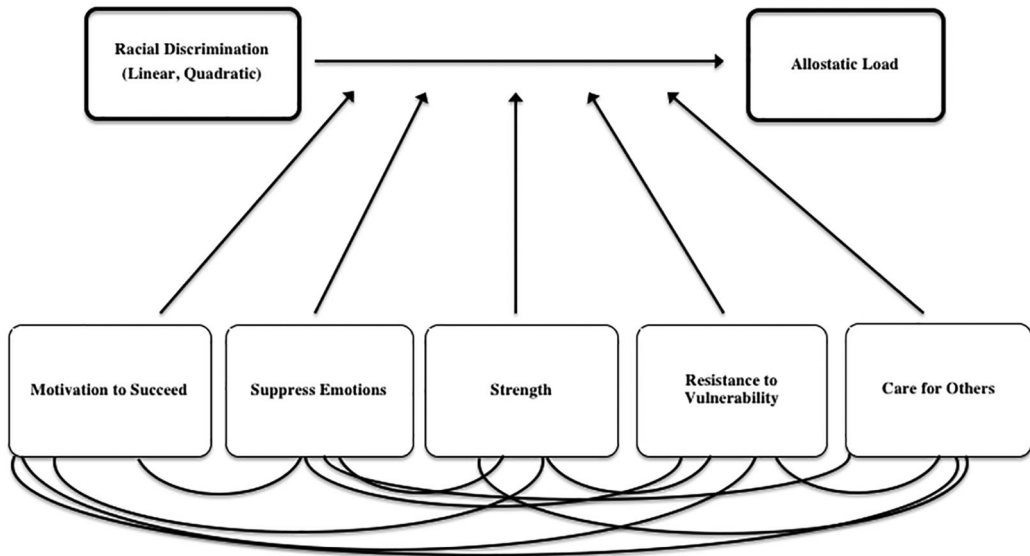 Racial Discrimination
(Linear, Quadratic)
Allostatic Load
Motivation to Succeed
Suppress Emotions
Strength
Resistance to
Vulnerability
Care for Others